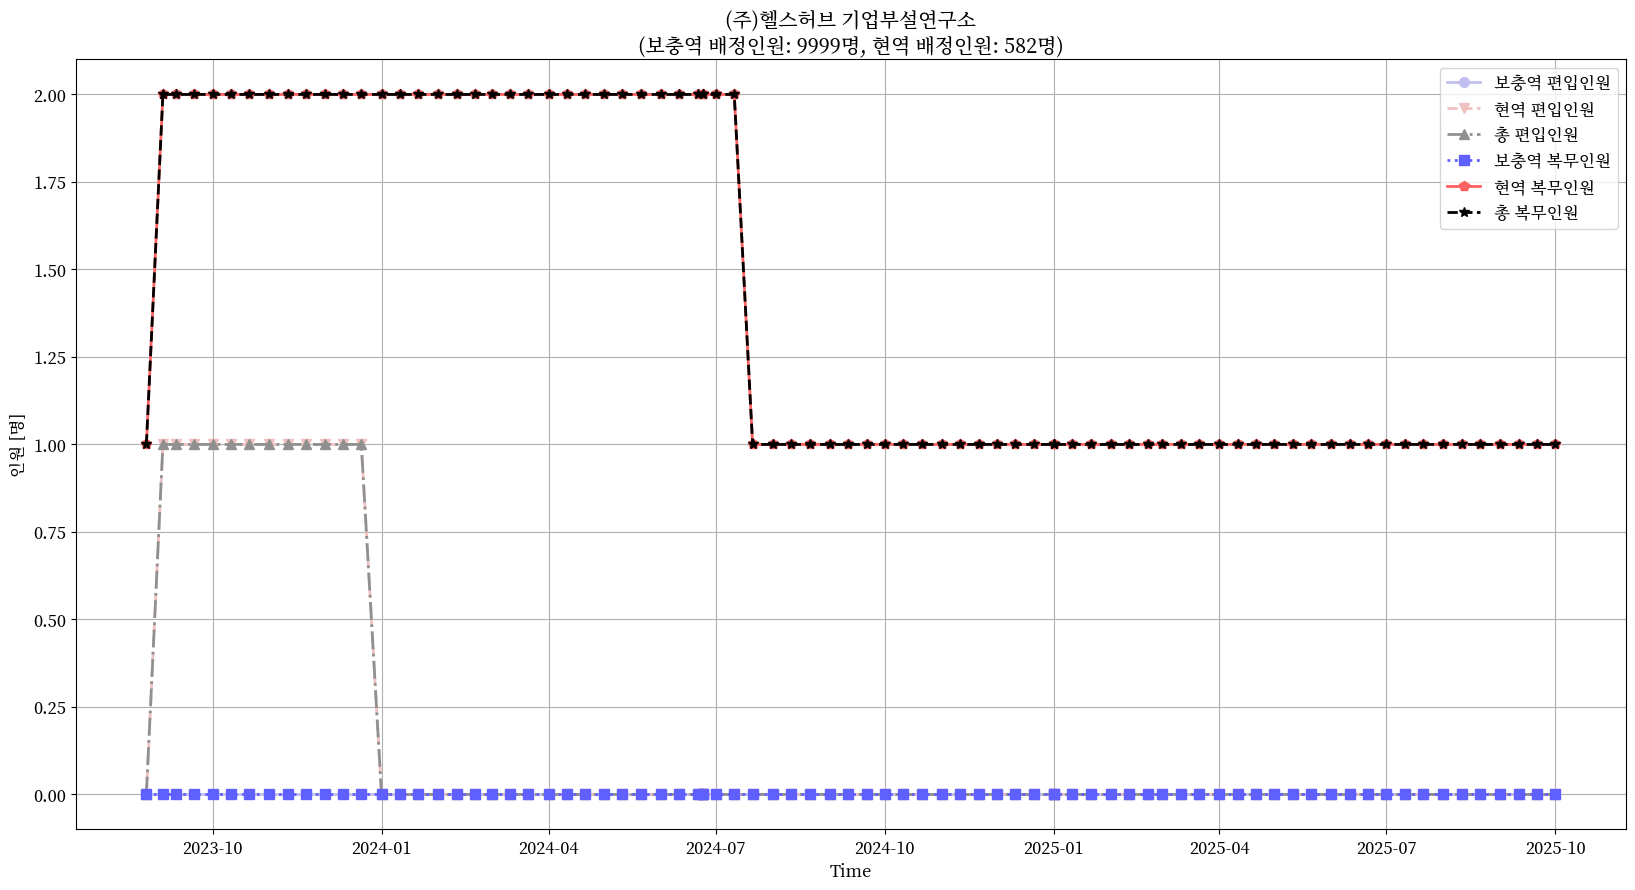 (주)헬스허브 기업부설연구소
(보충역 배정인원: 9999명, 현역 배정인원: 582명)
보충역 편입인원
현역 편입인원
총 편입인원
보충역 복무인원
현역 복무인원
총 복무인원
2.00
1.75
1.50
1.25
1.00
0.75
0.50
0.25
0.00
인원 [명]
2023-10 2024-01 2024-04 2024-07 2024-10 2025-01 2025-04 2025-07 2025-10
Time